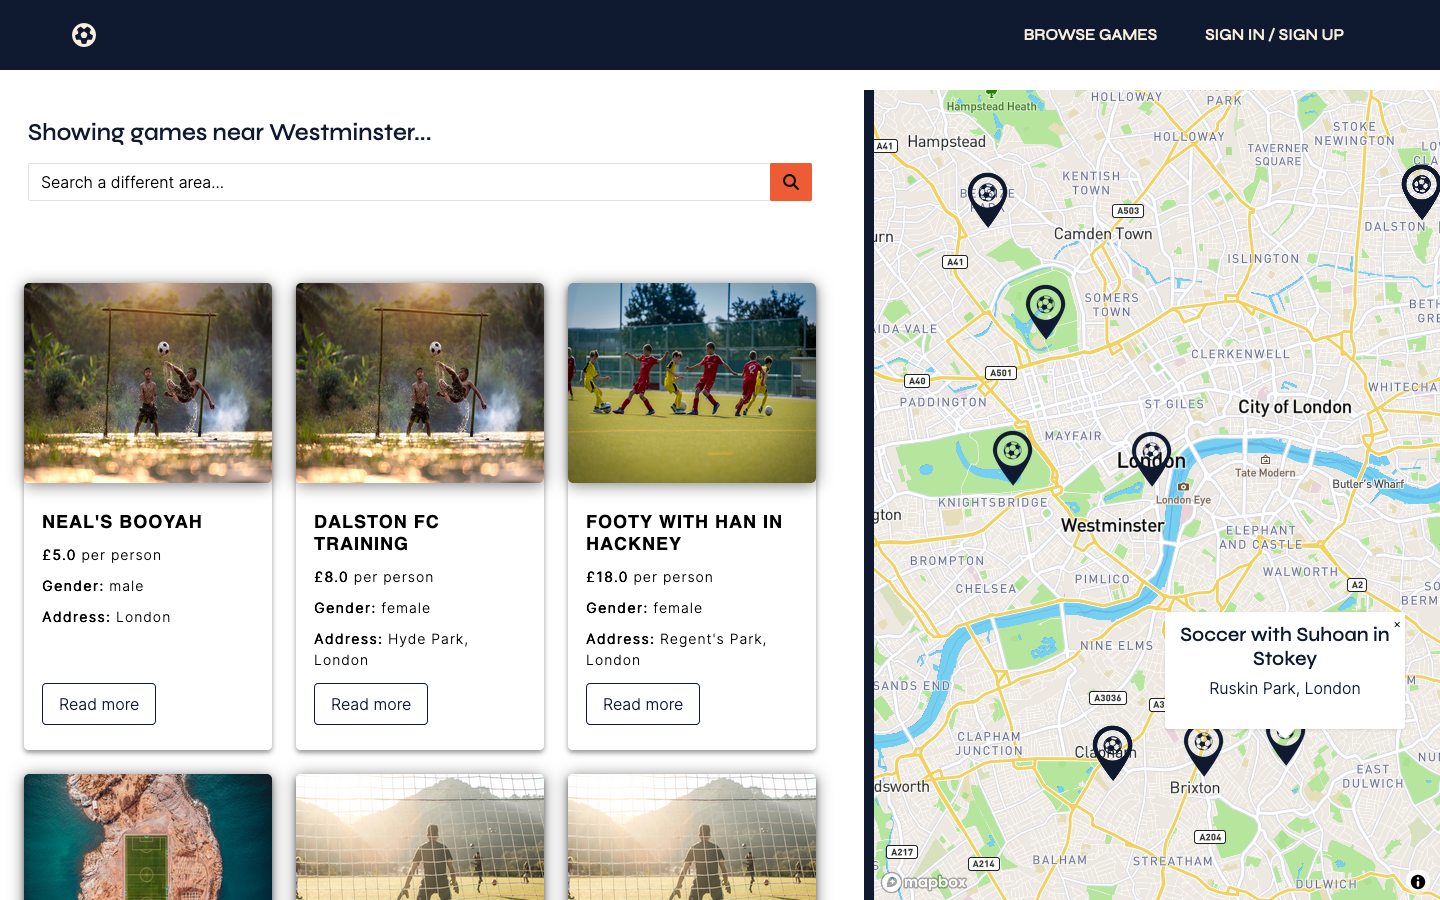 BROWSE GAMES
SIGN IN / SIGN UP
Showing games near Westminster...
Search a different area...
NEAL'S BOOYAH
£5.0 per person
Gender: male
Address: London
Read more
DALSTON FC
TRAINING
£8.0 per person
Gender: female
Address: Hyde Park,
London
Read more
FOOTY WITH HAN IN
HACKNEY
£18.0 per person
Gender: female
Address: Regent's Park,
London
Read more
Hampstead Heath
HOLLOWAY
PARK
A41
Hampstead
HOLLOWAY
STOKE
NEWINGTON
TAVERNER
SQUARE
KENTISH
TOWN
A503
Camden Town
DALSTON
A41
ISLINGTON
SOMERS
TOWN
CLERKENWELL
A501
A40
PADDINGTON
ST GILES
City of London
MAYFAIR
London
Tate Modern
Butler's Wharf
KNIGHTSBRIDGE
London Eye
Westminster
ELEPHANT
AND CASTLE
BROMPTON
PIMLICO
WALWORTH
CHELSEA
A2
Soccer with Suhoan in
Stokey
×
Ruskin Park, London
NINE ELMS
SANDS END
A3036
CLAPHAM
JUNCTION
Clapham
Brixton
EAST
DULWICH
A204
A217
A214
BALHAM
STREATHAM
DULWICH
mapbox